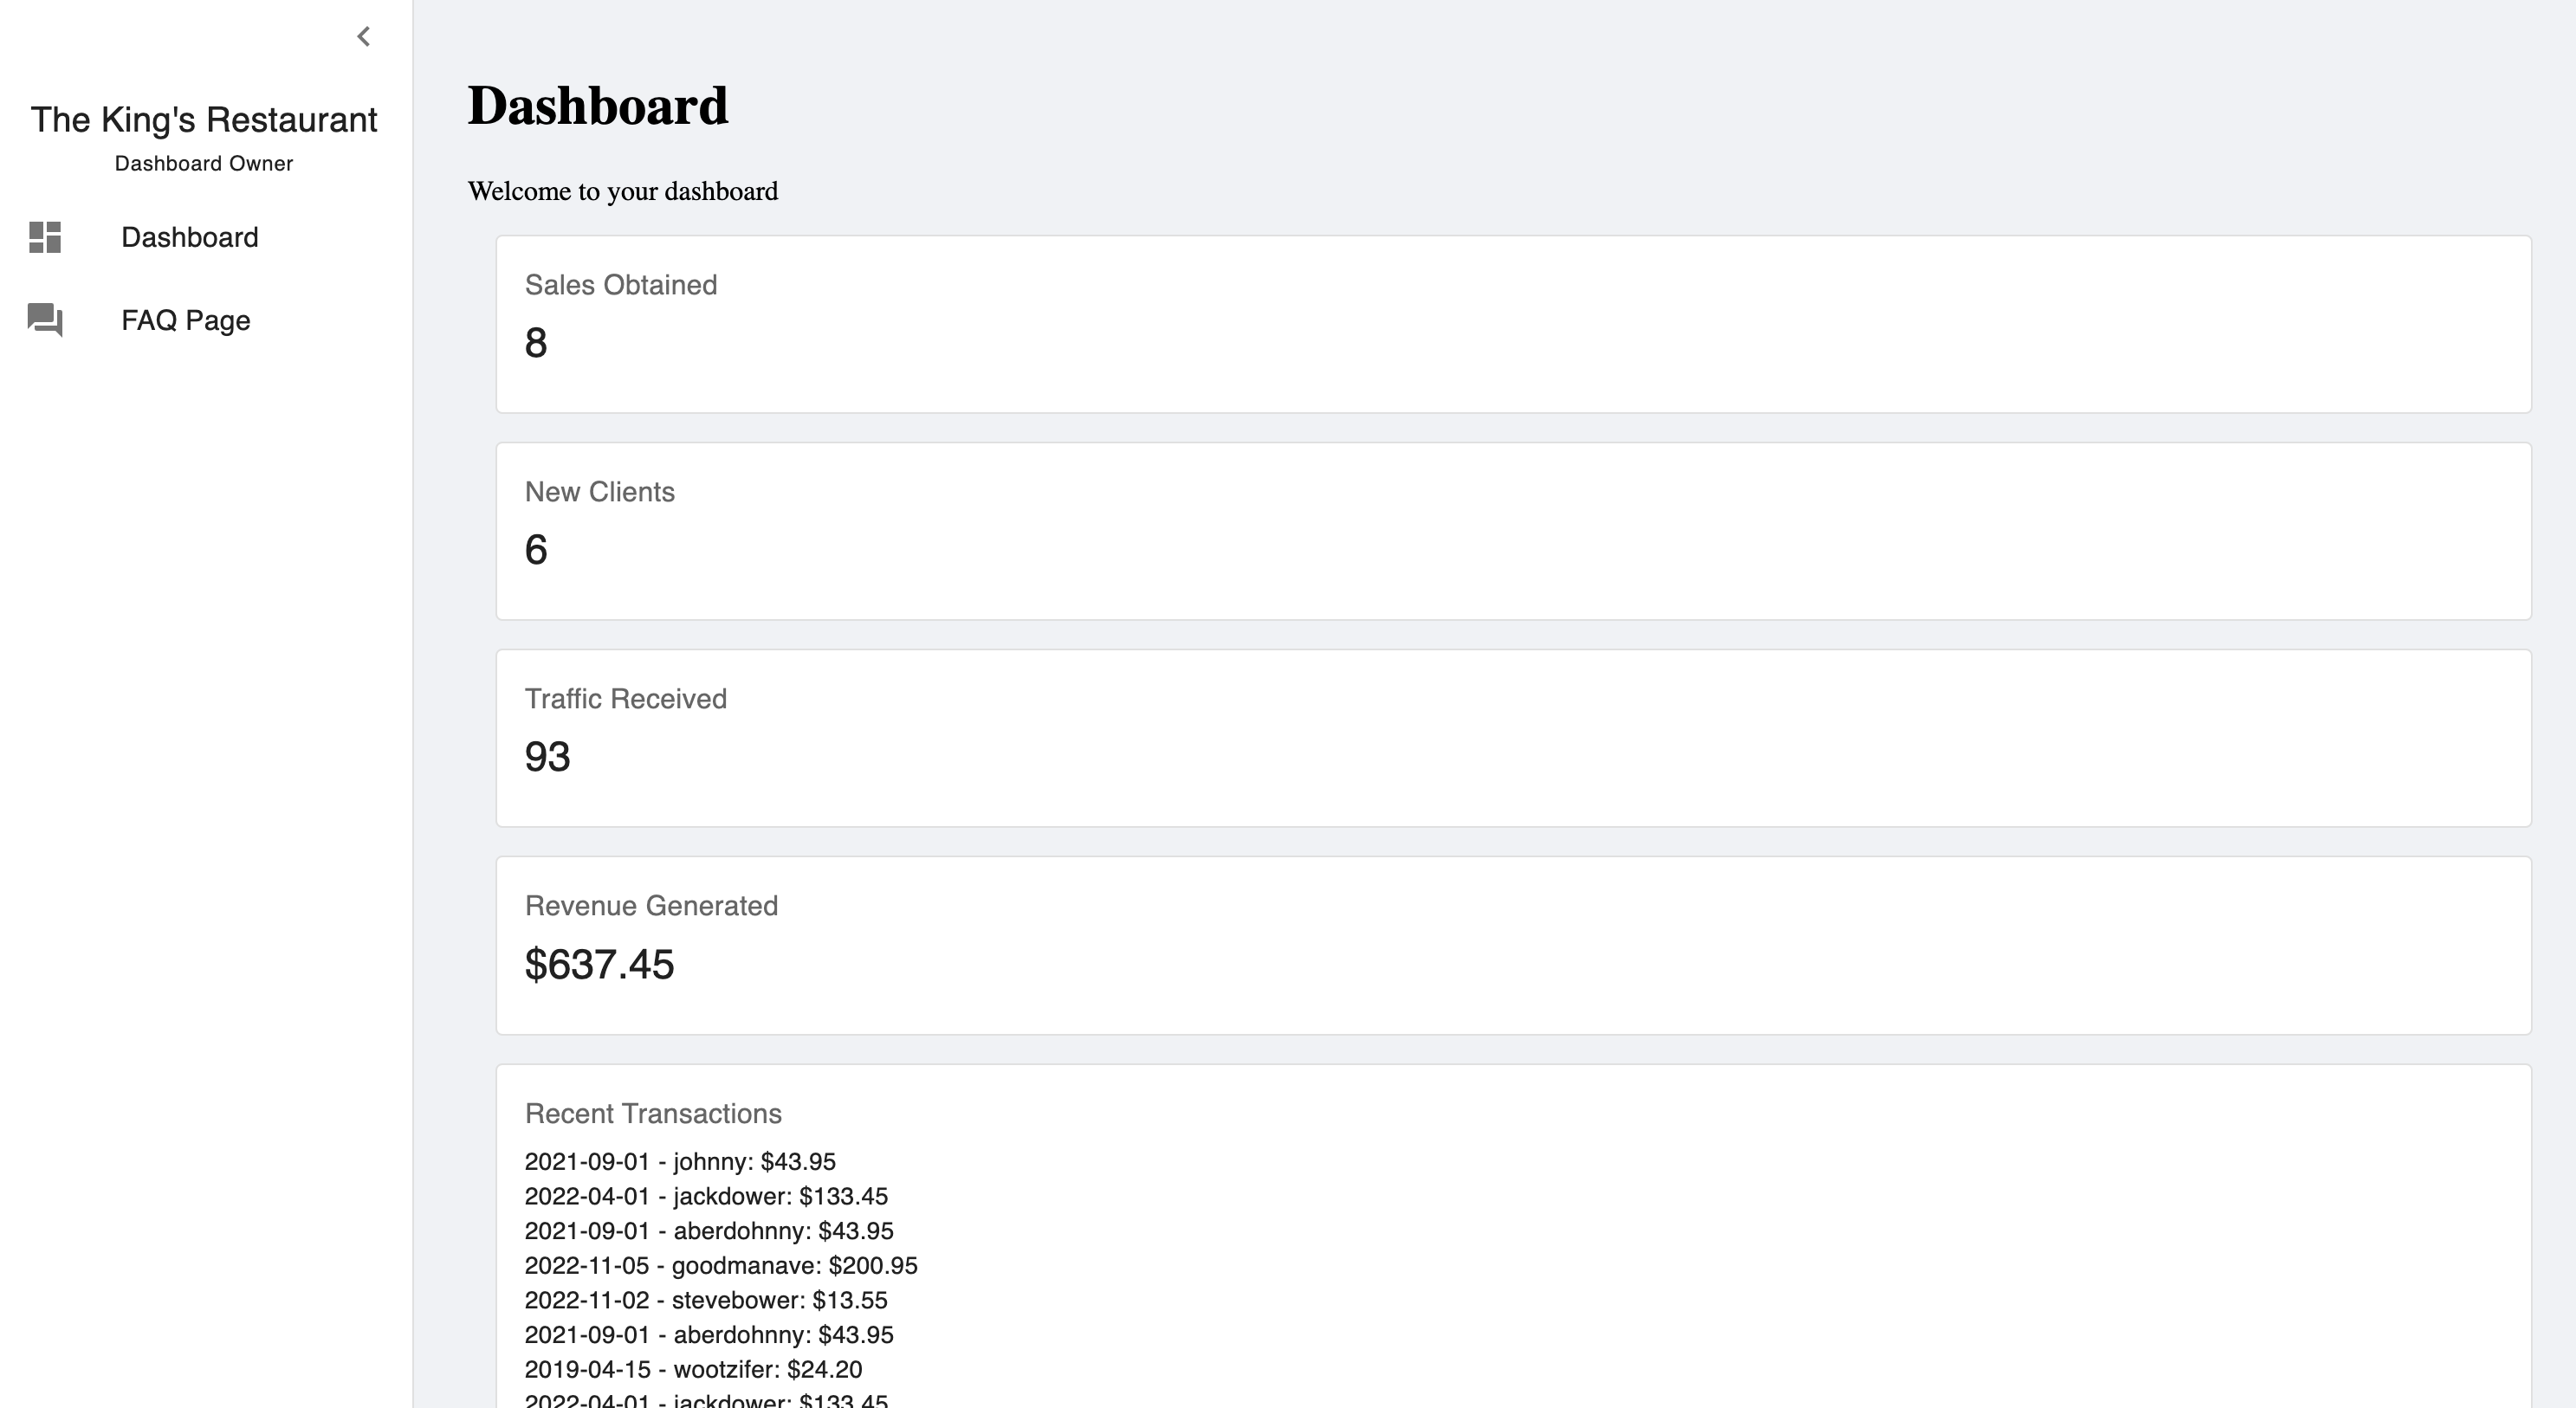 The King's Restaurant
Dashboard Owner
Dashboard
FAQ Page
Dashboard
Welcome to your dashboard
Sales Obtained
8
New Clients
6
Traffic Received
93
Revenue Generated
$637.45
Recent Transactions
2021-09-01 - johnny: $43.95
2022-04-01 - jackdower: $133.45
2021-09-01 - aberdohnny: $43.95
2022-11-05 - goodmanave: $200.95
2022-11-02 - stevebower: $13.55
2021-09-01 - aberdohnny: $43.95
2019-04-15 - wootzifer: $24.20
2022-04-01 - jackdower: $133.45